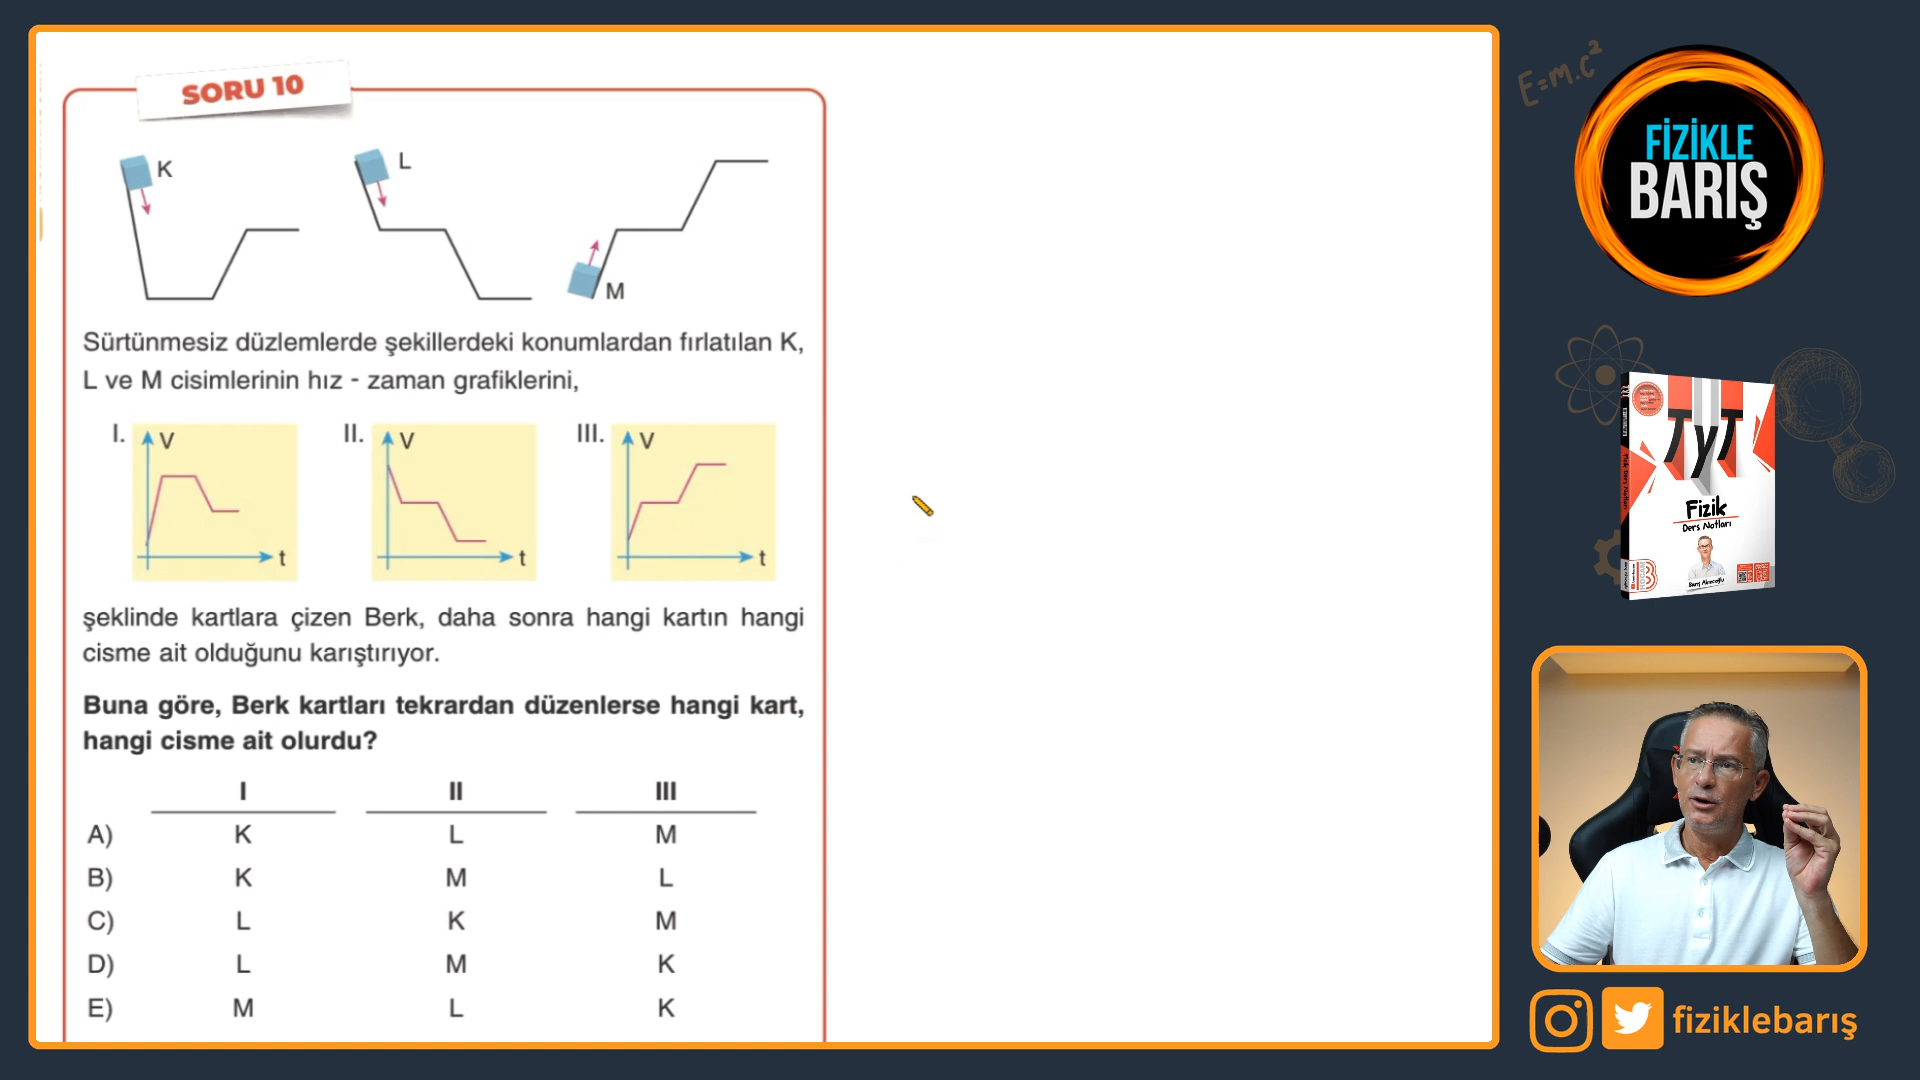 SORU 10
K
L
M
Sürtünmesiz düzlemlerde şekillerdeki konumlardan fırlatılan K,
L ve M cisimlerinin hız - zaman grafiklerini,
I. V t
II. V t
III. V t
şeklinde kartlara çizen Berk, daha sonra hangi kartın hangi
cisme ait olduğunu karıştırıyor.
Buna göre, Berk kartları tekrardan düzenlerse hangi kart,
hangi cisme ait olurdu?
I II III
A) K L M
B) K M L
C) L K M
D) L M K
E) M L K
E=m.c²
FİZİKLE
BARIŞ
TYT
Fizik
Ders Notları
fiziklebarış